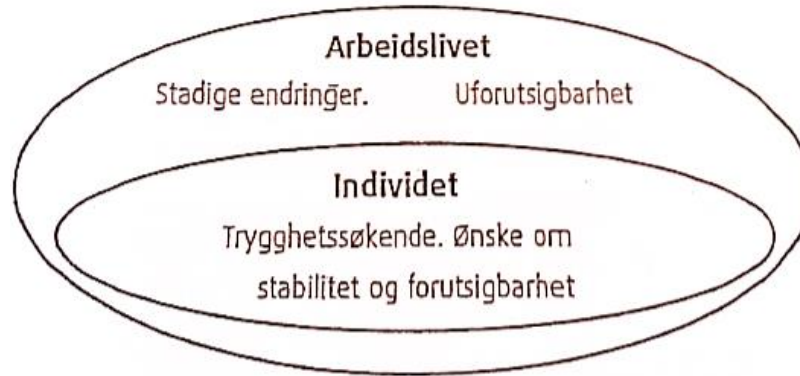 Arbeidslivet
Stadige endringer. Uforutsigbarhet
Individet
Trygghetssøkende. Ønske om
stabilitet og forutsigbarhet